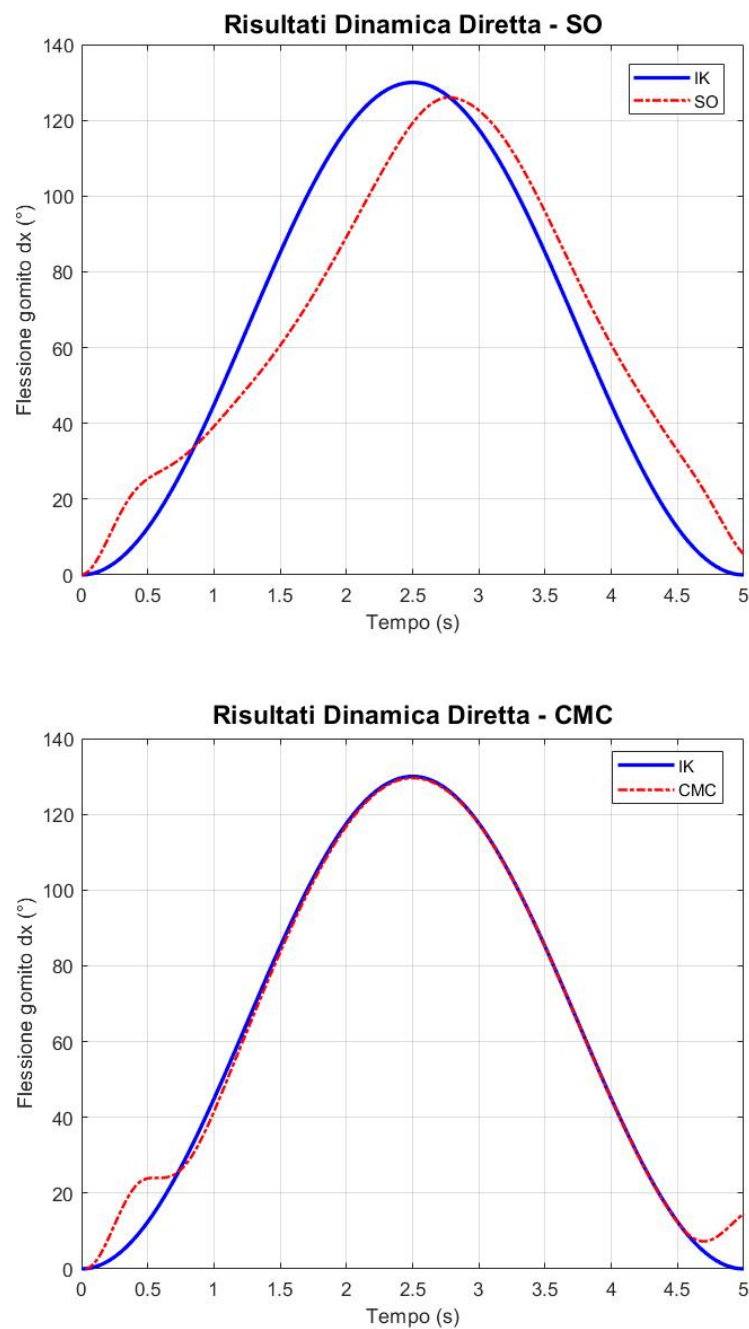 Risultati Dinamica Diretta - SO
140
120
100
80
60
40
20
0
Flessione gomito dx (°)
IK
SO
0 0.5 1 1.5 2 2.5 3 3.5 4 4.5 5
Tempo (s)
Risultati Dinamica Diretta - CMC
140
120
100
80
60
40
20
0
Flessione gomito dx (°)
IK
CMC
0 0.5 1 1.5 2 2.5 3 3.5 4 4.5 5
Tempo (s)